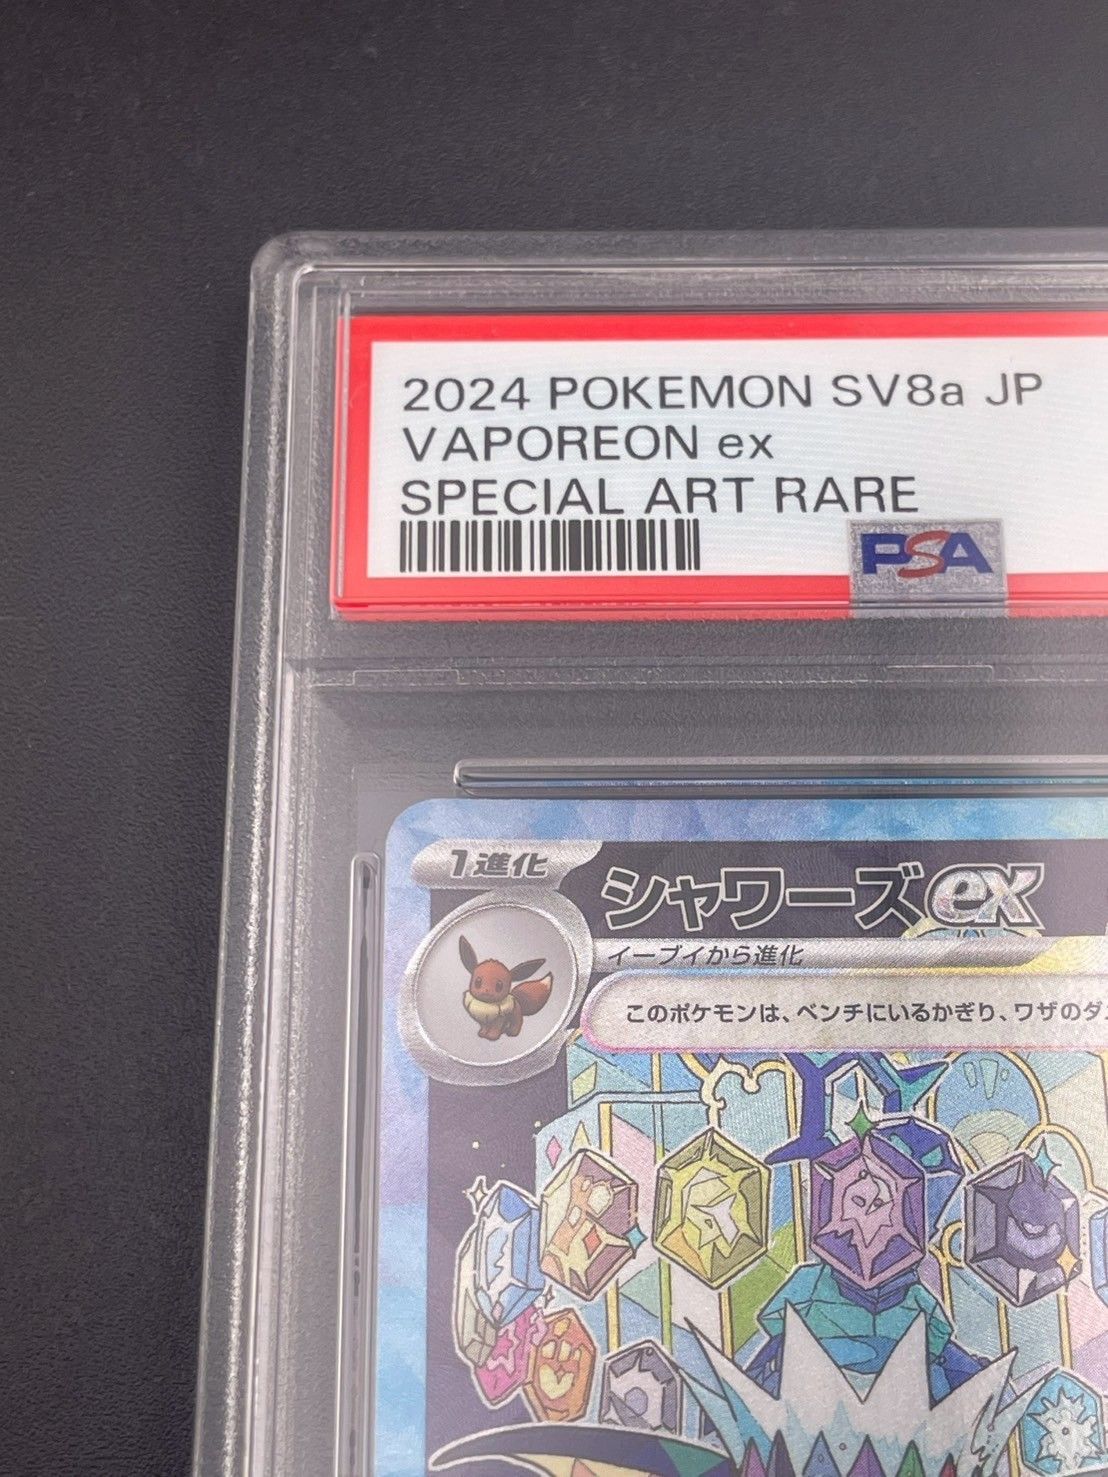 2024 POKEMON SV8a JP
VAPOREON ex
SPECIAL ART RARE
PSA
1進化
シャワーズex
イーブイから進化
このポケモンは、ベンチにいるかぎり、ワザのダ